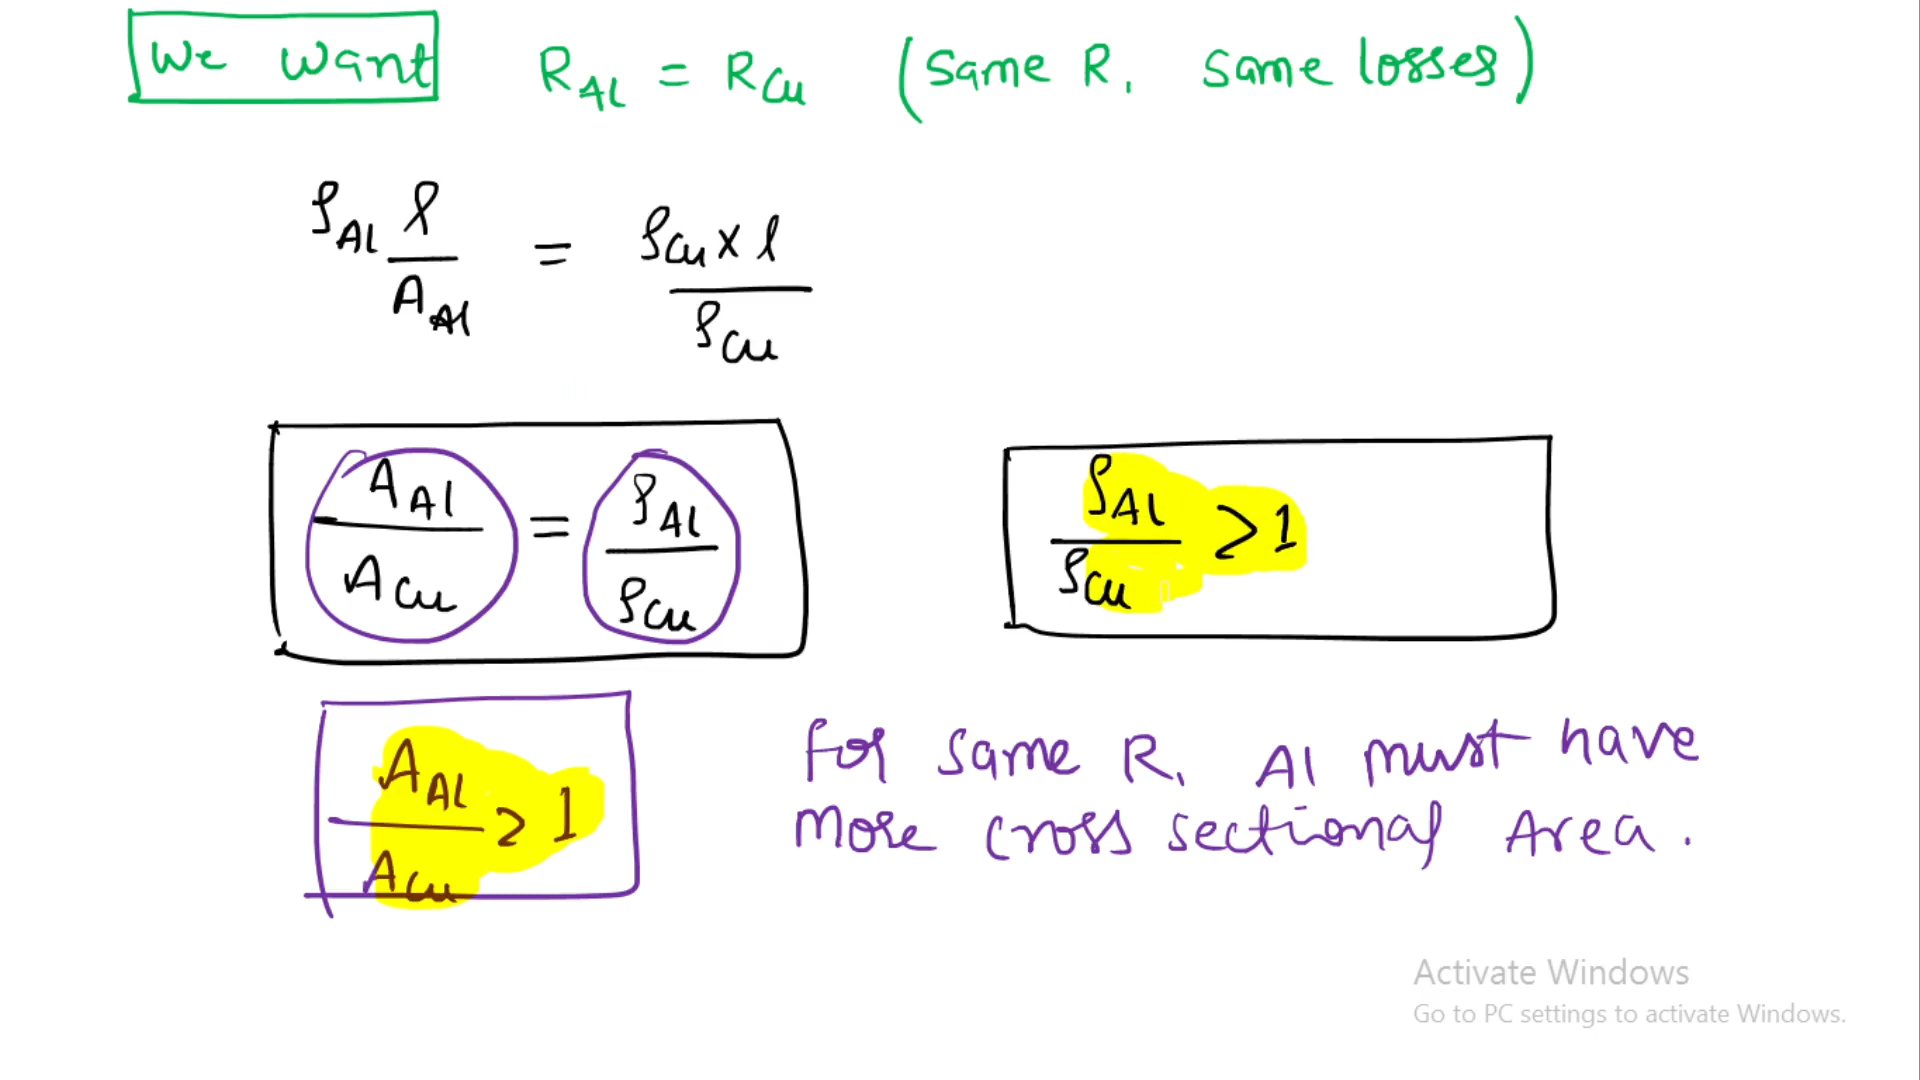 We want R_Al = R_Cu (Same R, same losses)
ρ_Al l / A_Al = ρ_Cu x l / ρ_Cu
A_Al / A_Cu = ρ_Al / ρ_Cu
ρ_Al / ρ_Cu > 1
A_Al / A_Cu > 1
for same R, Al must have
more cross sectional Area.
Activate Windows
Go to PC settings to activate Windows.